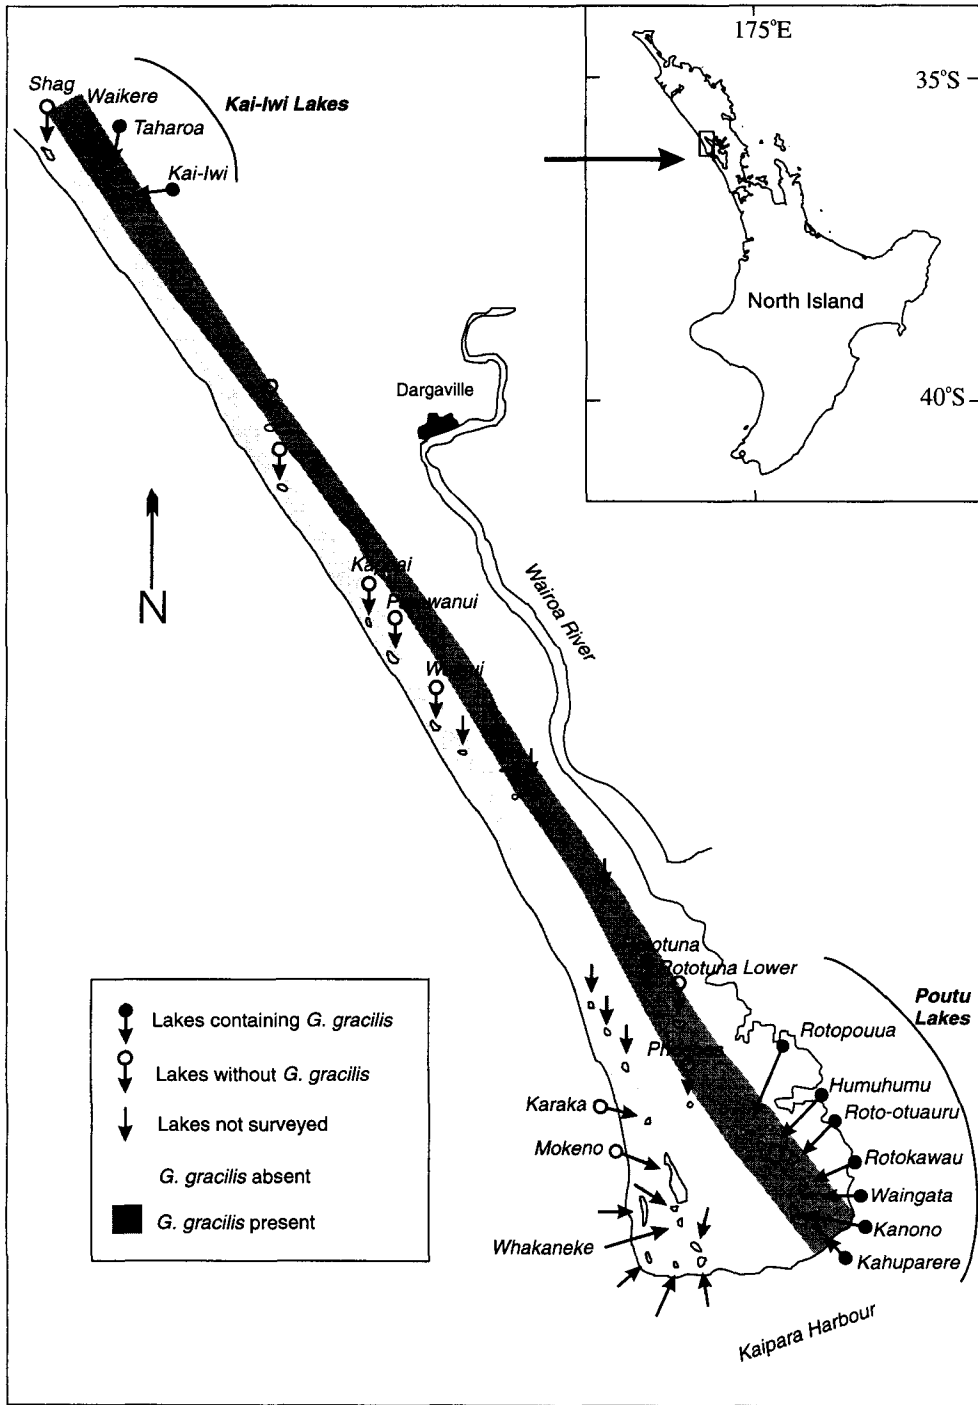 175°E
35°S
40°S
North Island
Shag
Waikere
Taharoa
Kai-Iwi
Kai-Iwi Lakes
Dargaville
Wairoa River
N
Rototuna Lower
Poutu
Lakes
Rotopouua
Humuhumu
Roto-otuauru
Rotokawau
Waingata
Kanono
Kahuparere
Karaka
Mokeno
Whakaneke
Kaipara Harbour
Lakes containing G. gracilis
Lakes without G. gracilis
Lakes not surveyed
G. gracilis absent
G. gracilis present